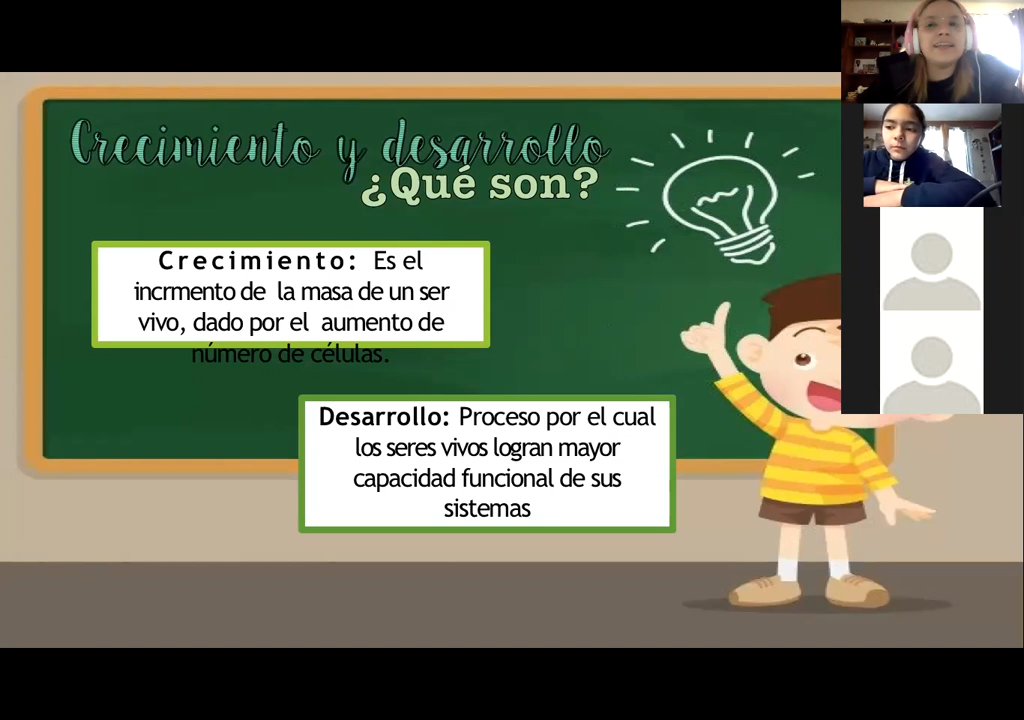 Crecimiento y desarrollo
¿Qué son?
Crecimiento: Es el
incrmento de la masa de un ser
vivo, dado por el aumento de
número de células.
Desarrollo: Proceso por el cual
los seres vivos logran mayor
capacidad funcional de sus
sistemas